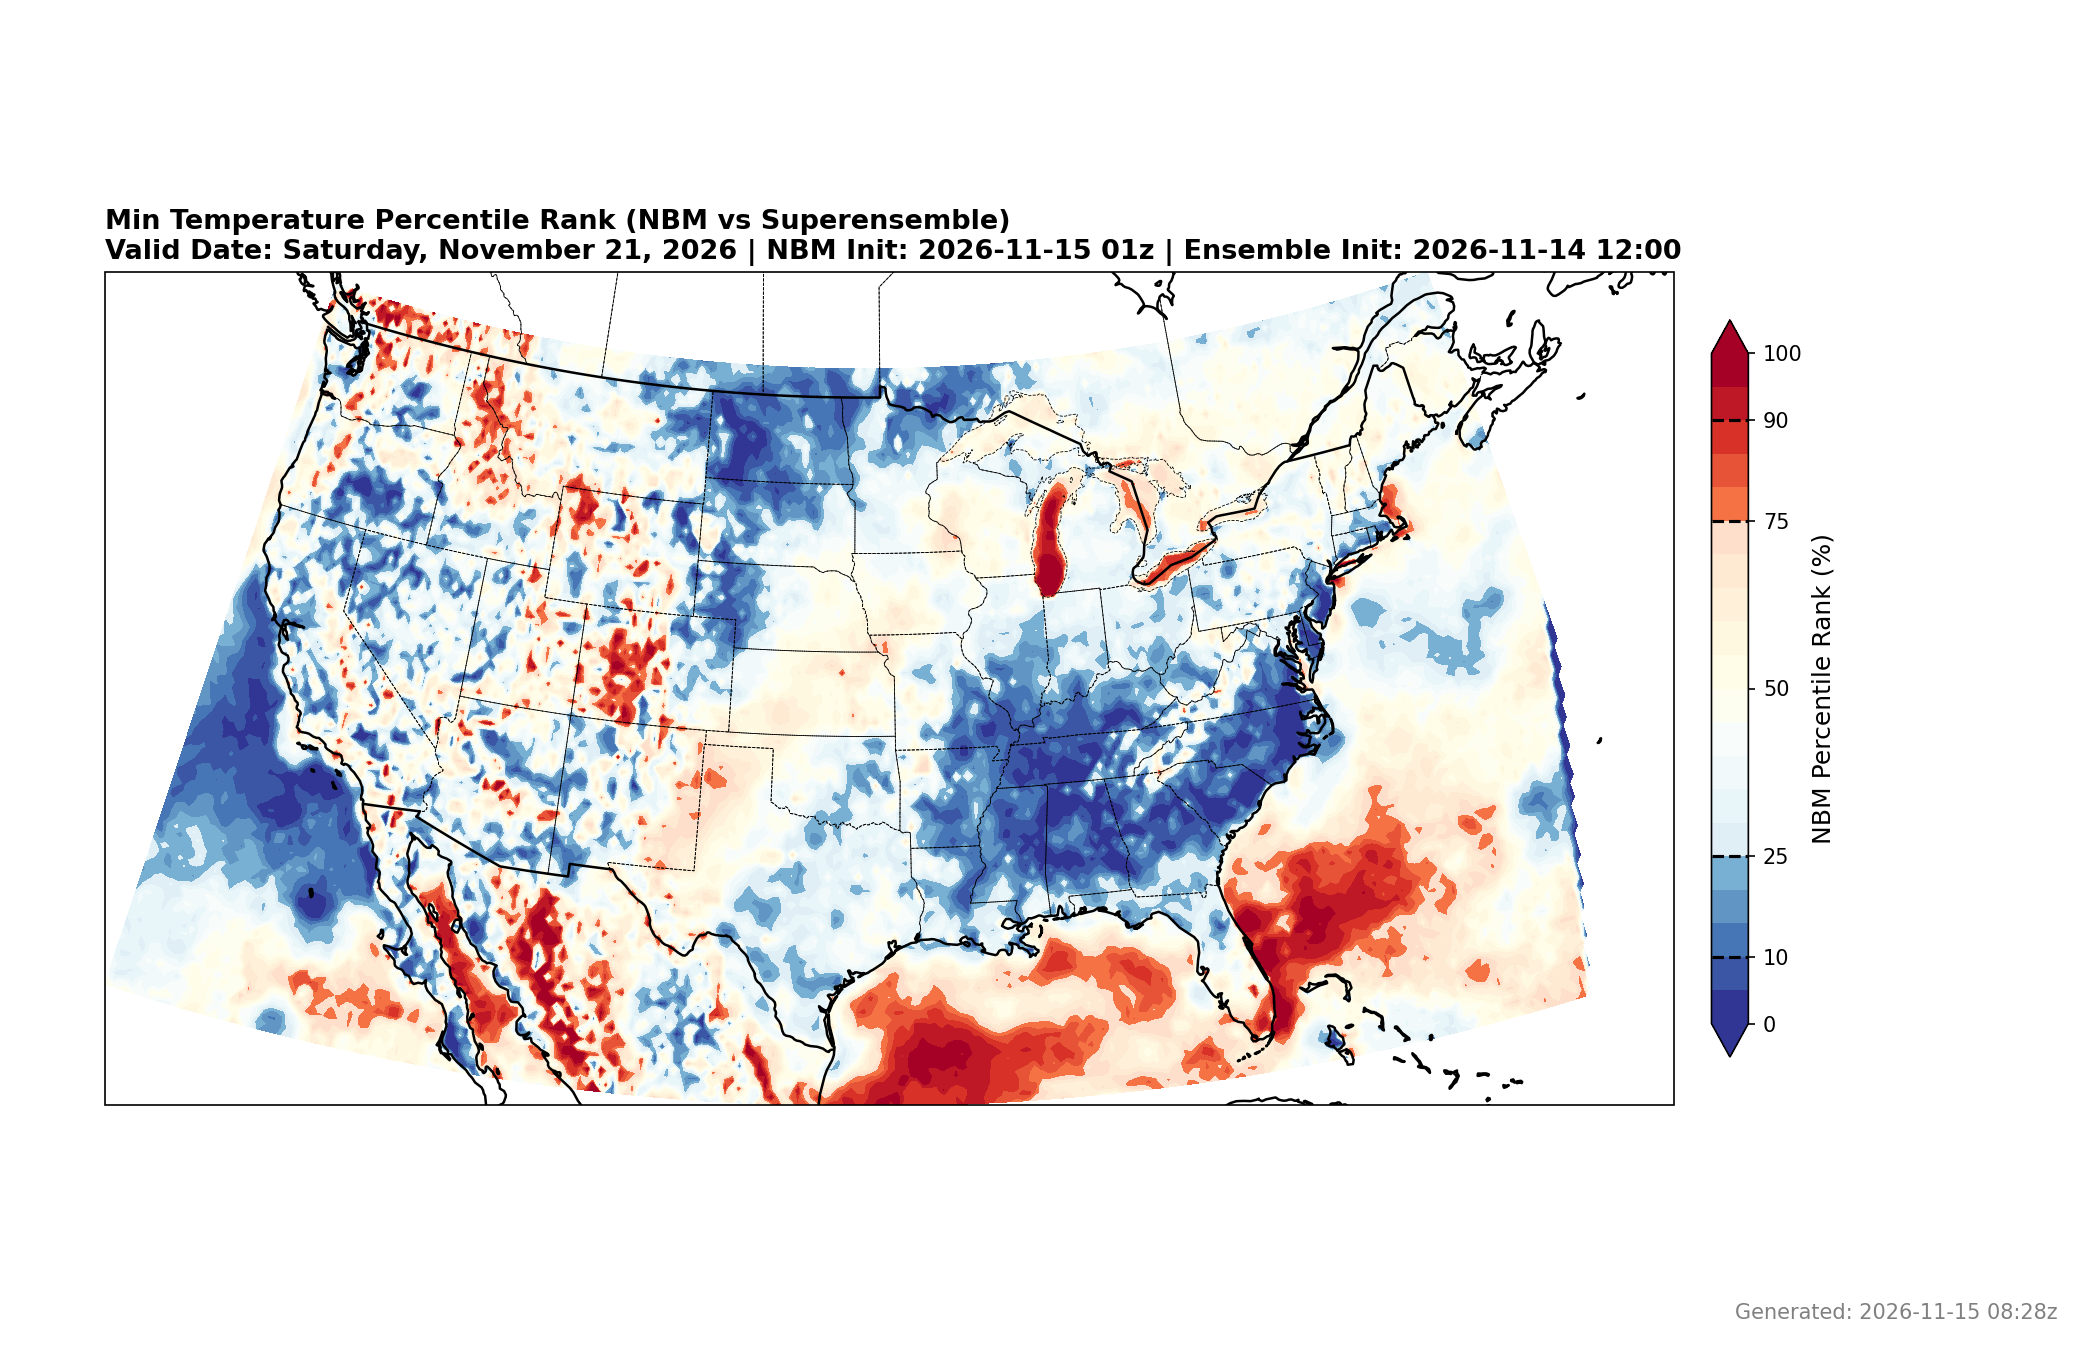 Min Temperature Percentile Rank (NBM vs Superensemble)
Valid Date: Saturday, November 21, 2026 | NBM Init: 2026-11-15 01z | Ensemble Init: 2026-11-14 12:00
100
90
75
50
25
10
0
NBM Percentile Rank (%)
Generated: 2026-11-15 08:28z